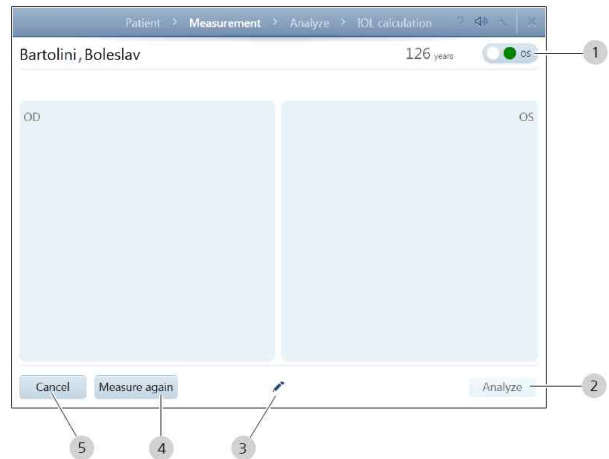 Patient > Measurement > Analyze > IOL calculation ?
Bartolini, Boleslav 126 years OS 1
OD OS
Cancel Measure again Analyze 2
5 4 3